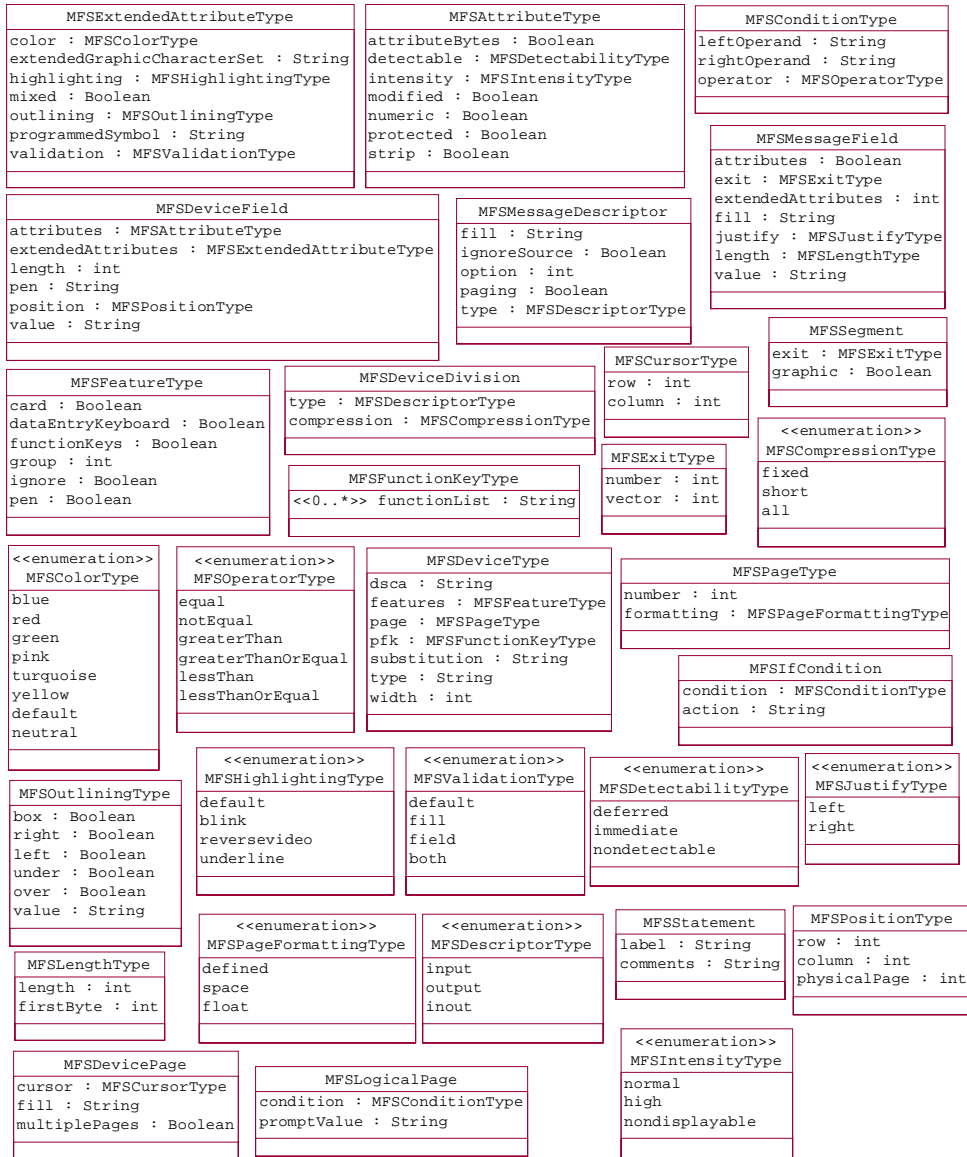 MFSExtendedAttributeType
color : MFSColorType
extendedGraphicCharacterSet : String
highlighting : MFSHighlightingType
mixed : Boolean
outlining : MFSOutliningType
programmedSymbol : String
validation : MFSValidationType
MFSAttributeType
attributeBytes : Boolean
detectable : MFSDetectabilityType
intensity : MFSIntensityType
modified : Boolean
numeric : Boolean
protected : Boolean
strip : Boolean
MFSConditionType
leftOperand : String
rightOperand : String
operator : MFSOperatorType
MFSMessageField
attributes : Boolean
exit : MFSExitType
extendedAttributes : int
fill : String
justify : MFSJustifyType
length : MFSLengthType
value : String
MFSDeviceField
attributes : MFSAttributeType
extendedAttributes : MFSExtendedAttributeType
length : int
pen : String
position : MFSPositionType
value : String
MFSMessageDescriptor
fill : String
ignoreSource : Boolean
option : int
paging : Boolean
type : MFSDescriptorType
MFSSegment
exit : MFSExitType
graphic : Boolean
MFSCursorType
row : int
column : int
MFSFeatureType
card : Boolean
dataEntryKeyboard : Boolean
functionKeys : Boolean
group : int
ignore : Boolean
pen : Boolean
MFSDeviceDivision
type : MFSDescriptorType
compression : MFSCompressionType
MFSFunctionKeyType
<<0..*>> functionList : String
MFSExitType
number : int
vector : int
<<enumeration>>
MFSCompressionType
fixed
short
all
<<enumeration>>
MFSColorType
blue
red
green
pink
turquoise
yellow
default
neutral
<<enumeration>>
MFSOperatorType
equal
notEqual
greaterThan
greaterThanOrEqual
lessThan
lessThanOrEqual
MFSDeviceType
dsca : String
features : MFSFeatureType
page : MFSPageType
pfk : MFSFunctionKeyType
substitution : String
type : String
width : int
MFSPageType
number : int
formatting : MFSPageFormattingType
MFSIfCondition
condition : MFSConditionType
action : String
MFSOutliningType
box : Boolean
right : Boolean
left : Boolean
under : Boolean
over : Boolean
value : String
<<enumeration>>
MFSHighlightingType
default
blink
reversevideo
underline
<<enumeration>>
MFSValidationType
default
fill
field
both
<<enumeration>>
MFSDetectabilityType
deferred
immediate
nondetectable
<<enumeration>>
MFSJustifyType
left
right
MFSLengthType
length : int
firstByte : int
<<enumeration>>
MFSPageFormattingType
defined
space
float
<<enumeration>>
MFSDescriptorType
input
output
inout
MFSStatement
label : String
comments : String
MFSPositionType
row : int
column : int
physicalPage : int
MFSDevicePage
cursor : MFSCursorType
fill : String
multiplePages : Boolean
MFSLogicalPage
condition : MFSConditionType
promptValue : String
<<enumeration>>
MFSIntensityType
normal
high
nondisplayable